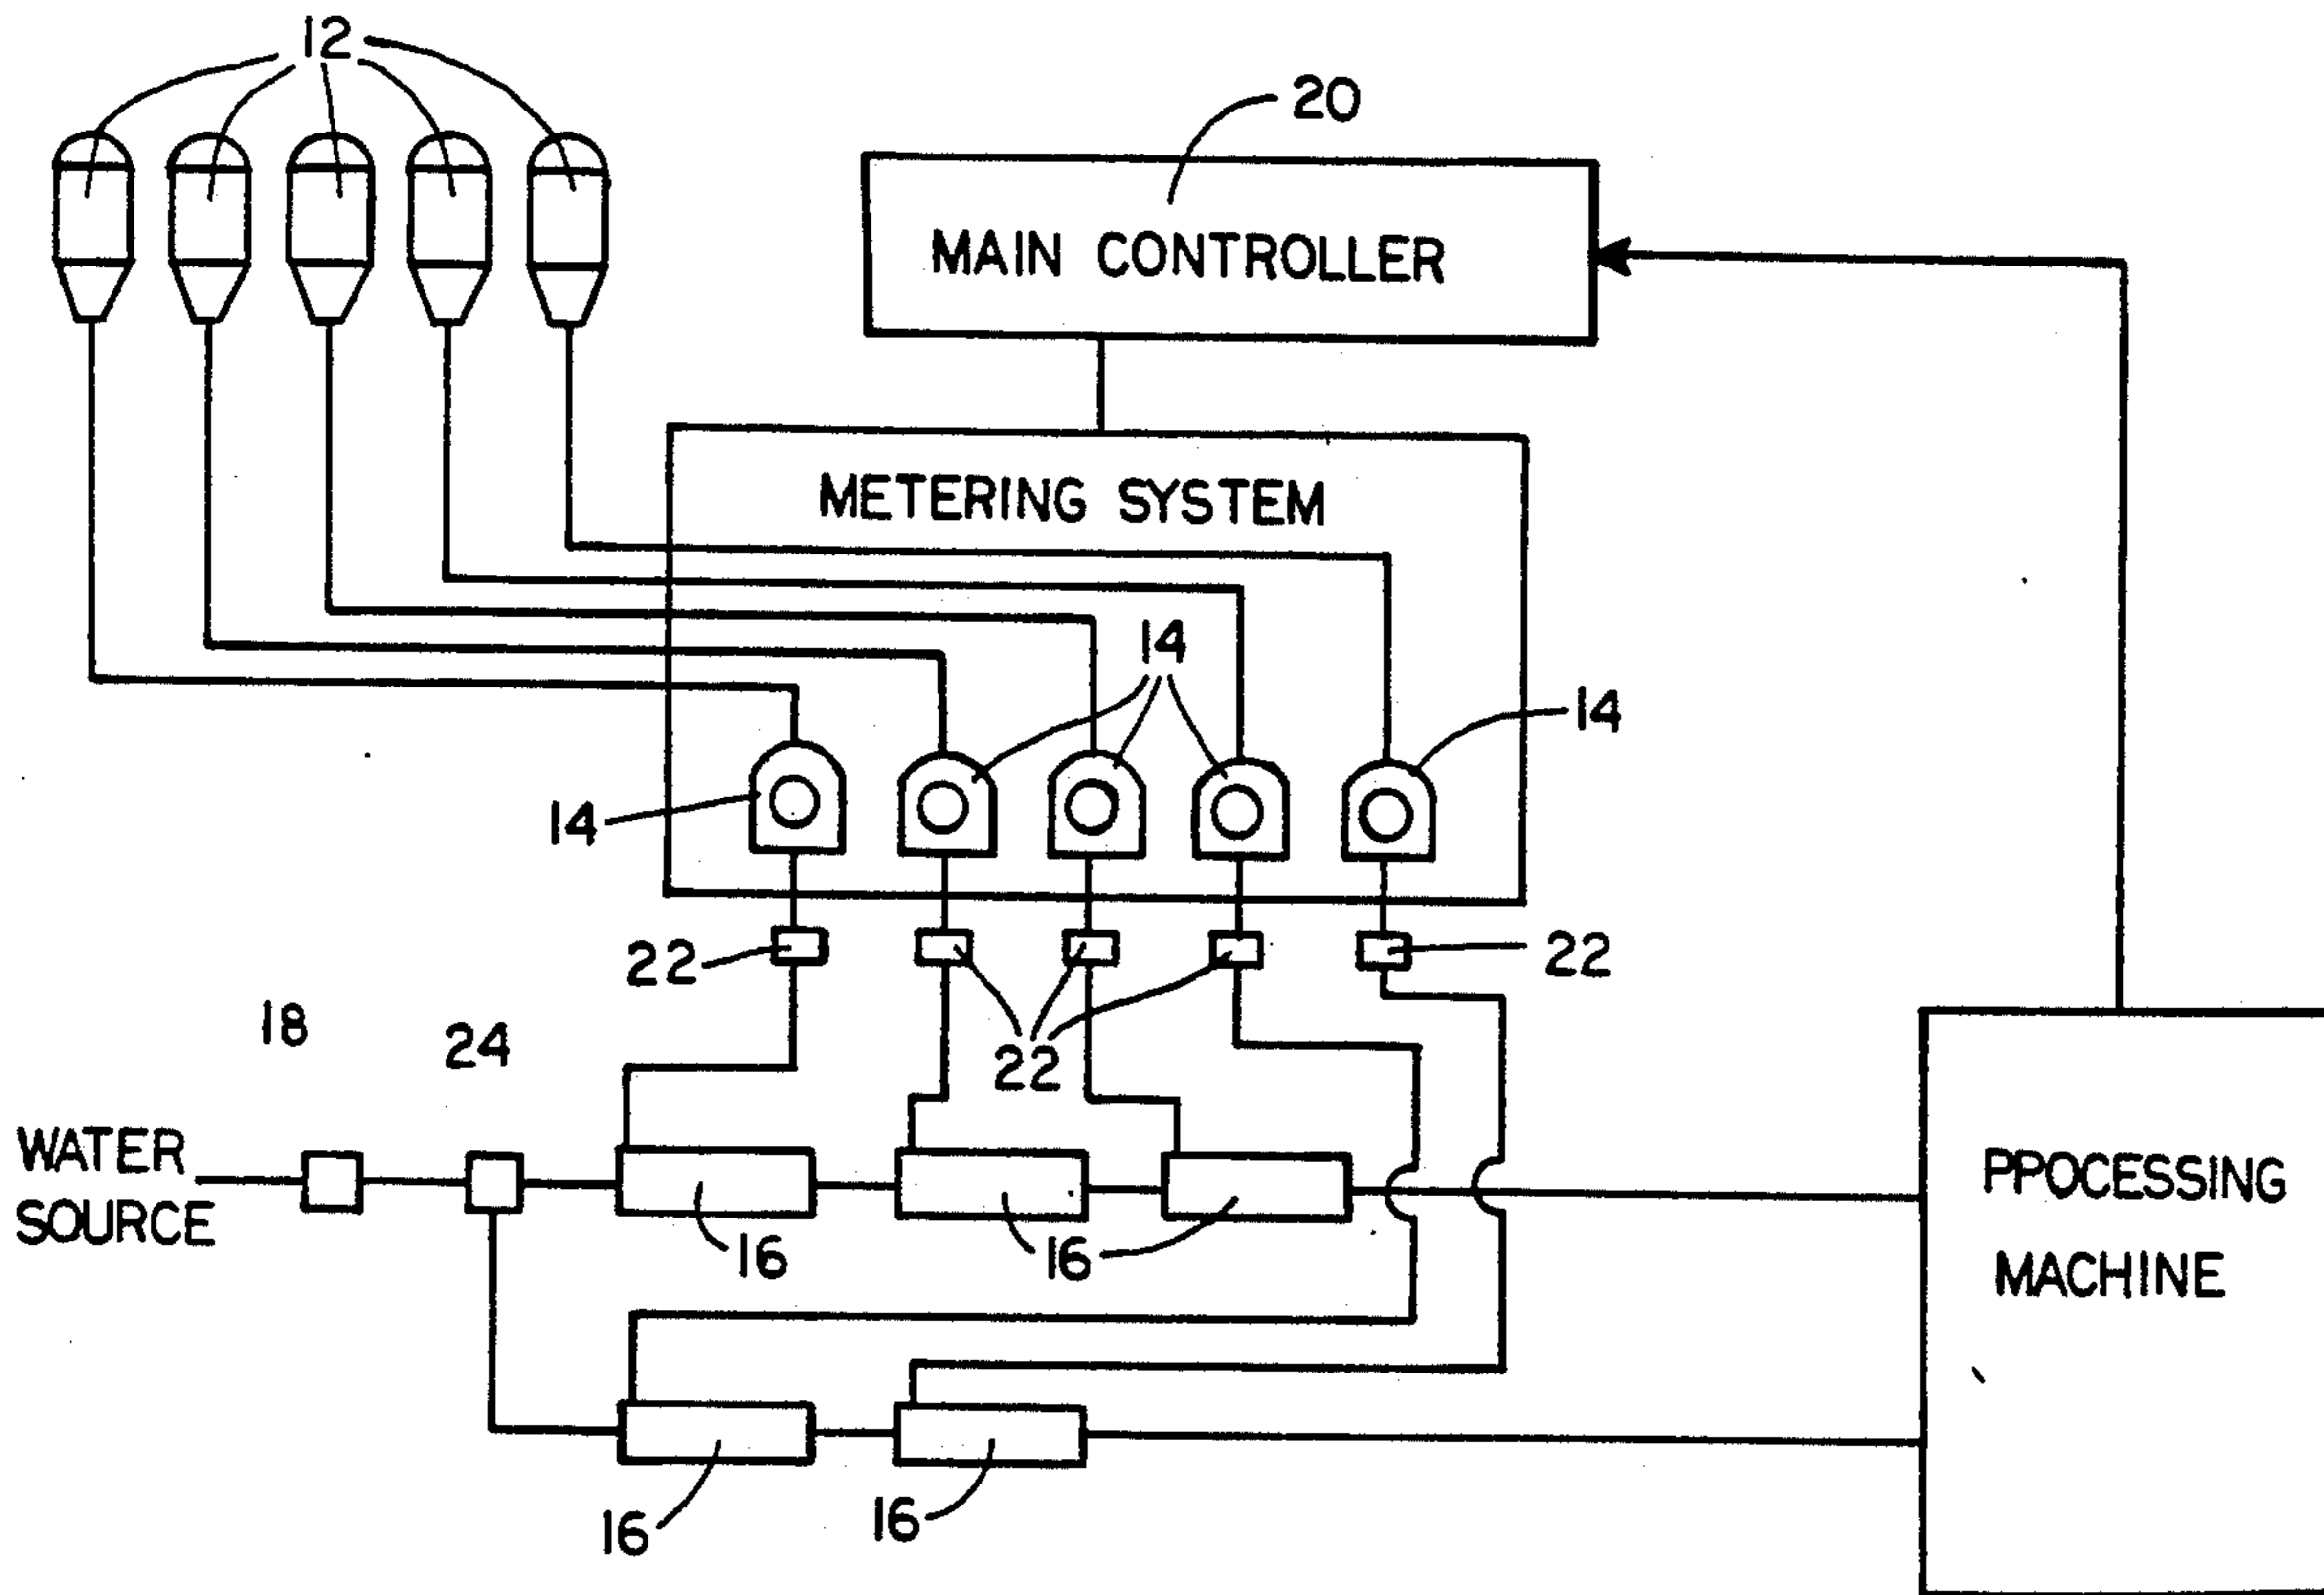 12
20
MAIN CONTROLLER
METERING SYSTEM
14
14
14
22
22
22
18
24
WATER
SOURCE
16
16
16
16
PPOCESSING
MACHINE